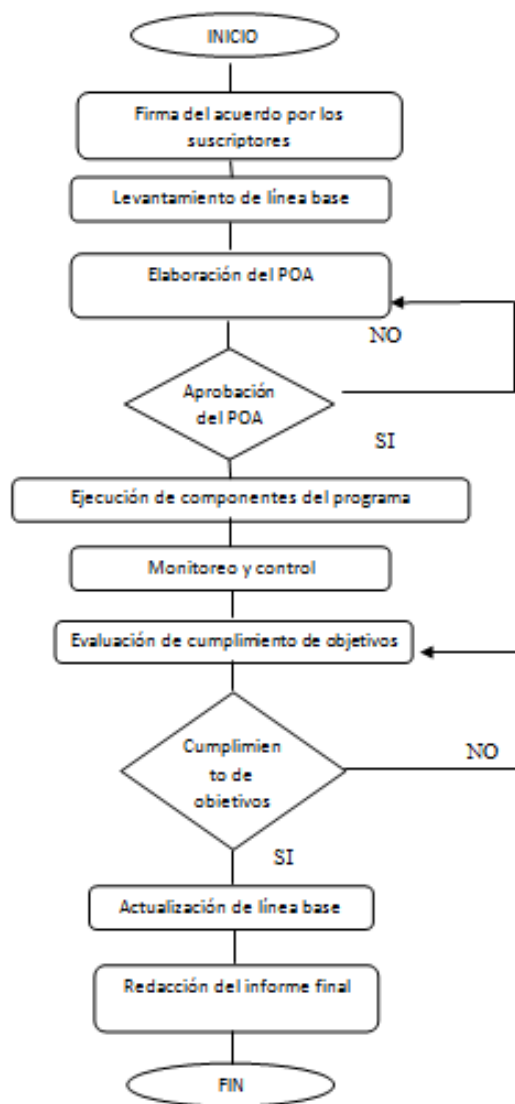 INICIO
Firma del acuerdo por los
suscriptores
Levantamiento de línea base
Elaboración del POA
NO
Aprobación
del POA
SI
Ejecución de componentes del programa
Monitoreo y control
Evaluación de cumplimiento de objetivos
Cumplimien
to de
obietivos
NO
SI
Actualización de línea base
Redacción del informe final
FIN